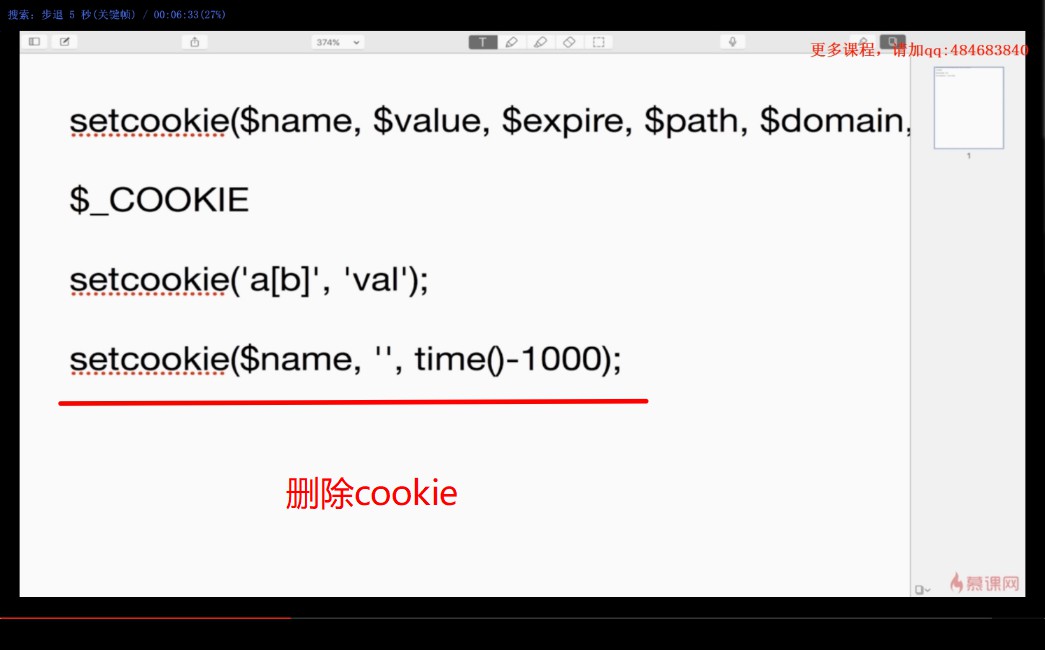 搜索: 步退 5 秒(关键帧) / 00:06:33(27%)
374%
T
更多课程，请加qq:484683840
setcookie($name, $value, $expire, $path, $domain,
1
$_COOKIE
setcookie('a[b]', 'val');
setcookie($name, '', time()-1000);
删除cookie
慕课网